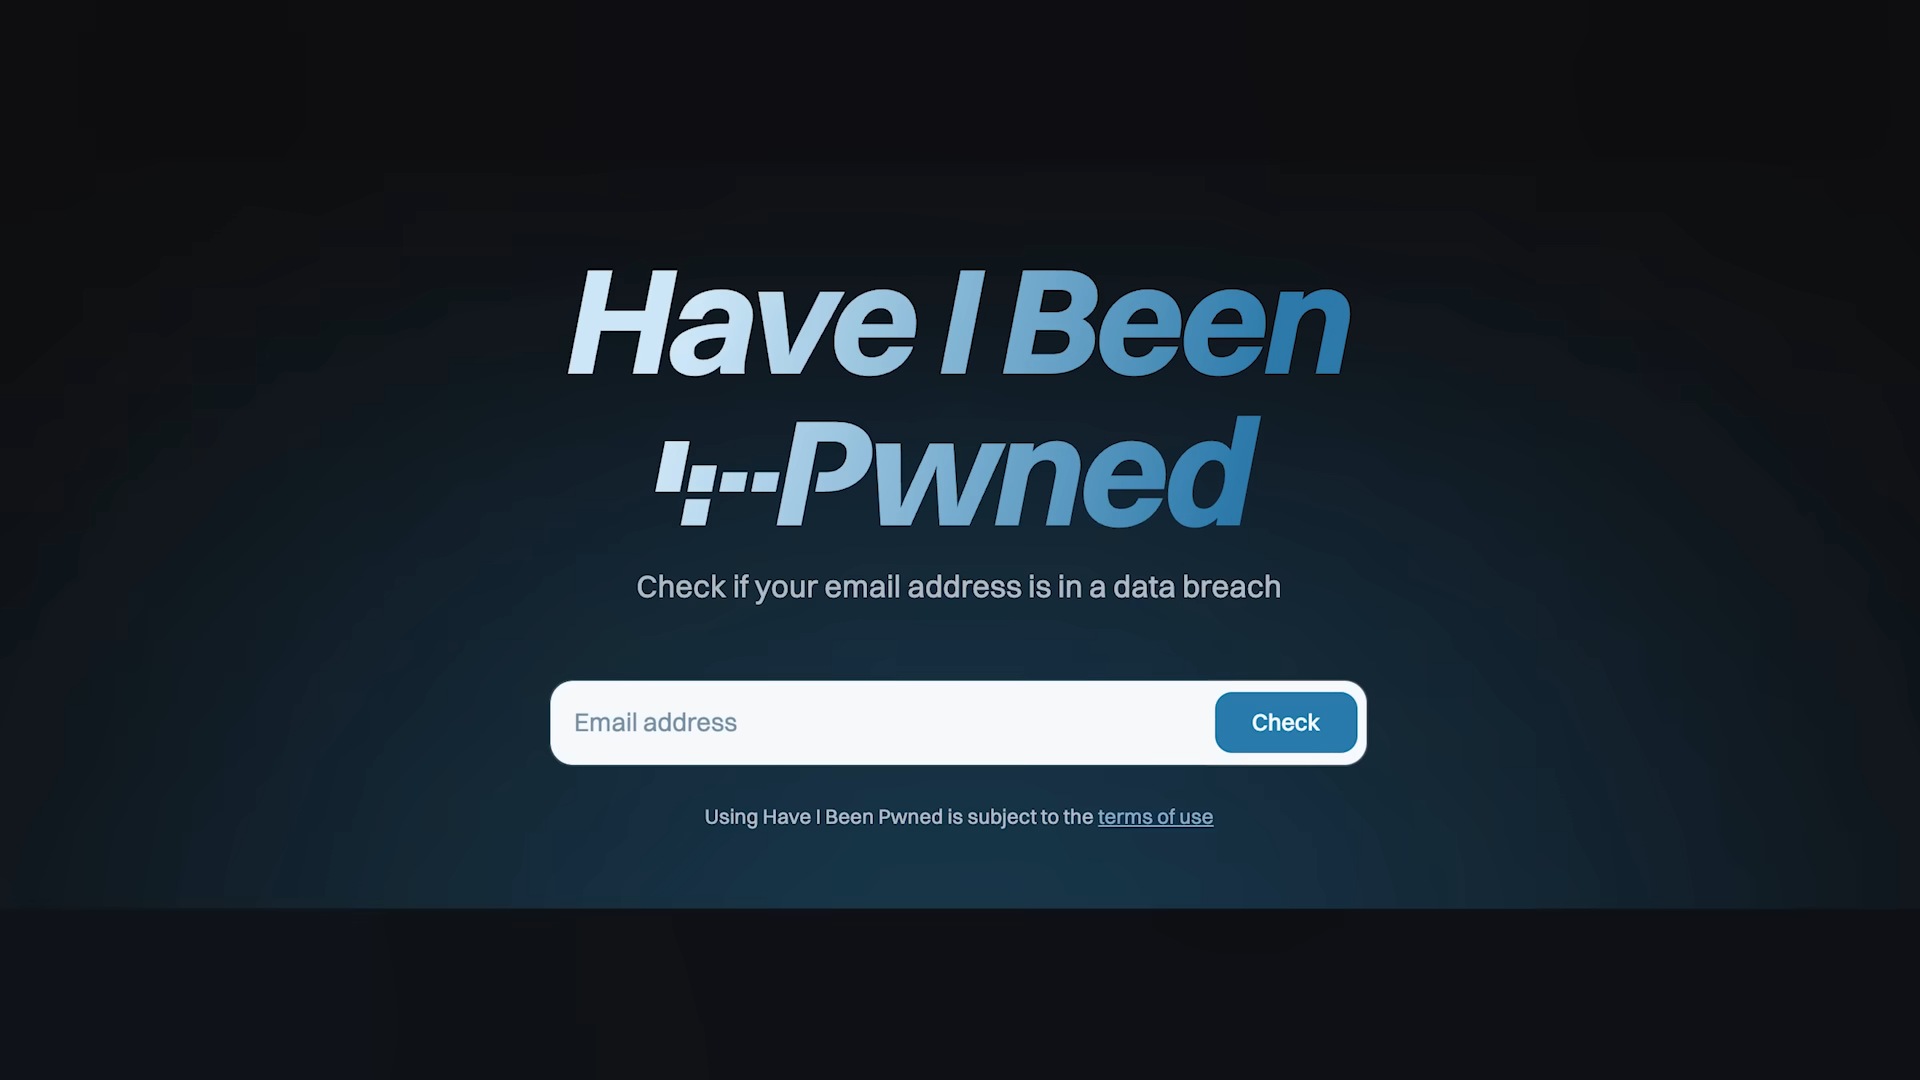 Have I Been
Pwned
Check if your email address is in a data breach
Email address
Check
Using Have I Been Pwned is subject to the terms of use